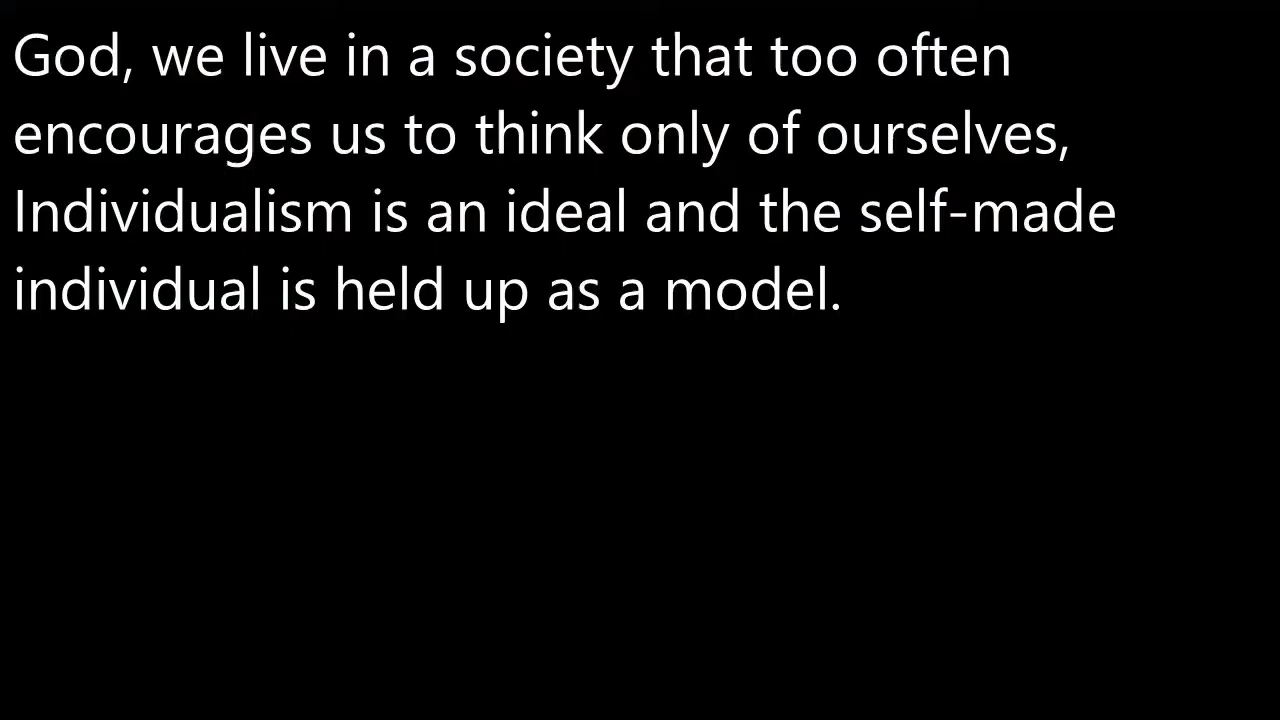 God, we live in a society that too often
encourages us to think only of ourselves,
Individualism is an ideal and the self-made
individual is held up as a model.